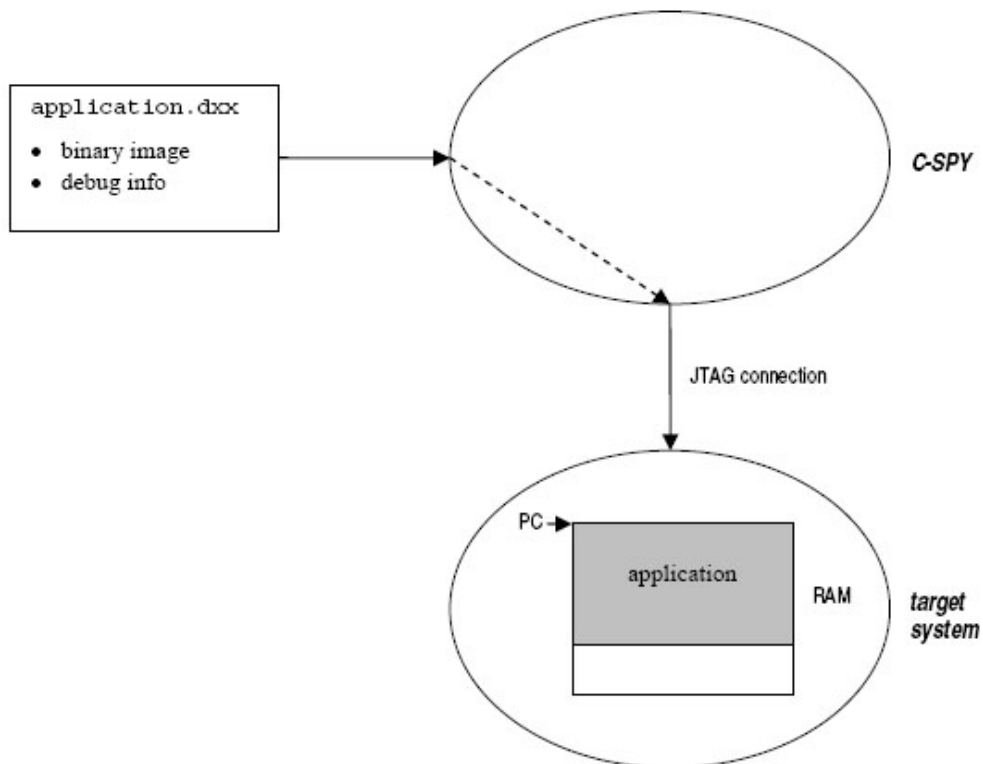 application.dxx
• binary image
• debug info
C-SPY
JTAG connection
PC
application
RAM
target
system